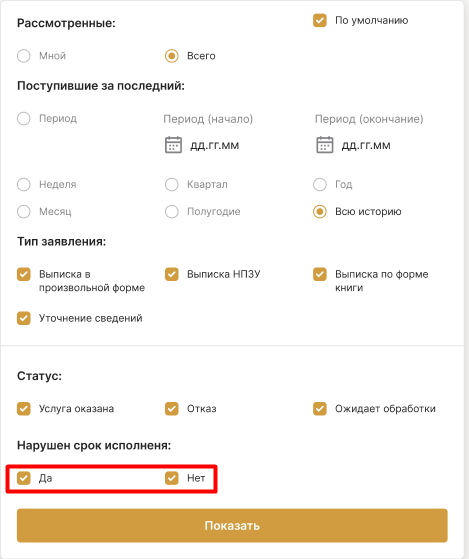 Рассмотренные:
По умолчанию
Мной
Всего
Поступившие за последний:
Период
Период (начало)
Период (окончание)
дд.гг.мм
дд.гг.мм
Неделя
Квартал
Год
Месяц
Полугодие
Всю историю
Тип заявления:
Выписка в
произвольной форме
Выписка НПЗУ
Выписка по форме
книги
Уточнение сведений
Статус:
Услуга оказана
Отказ
Ожидает обработки
Нарушен срок исполненя:
Да
Нет
Показать